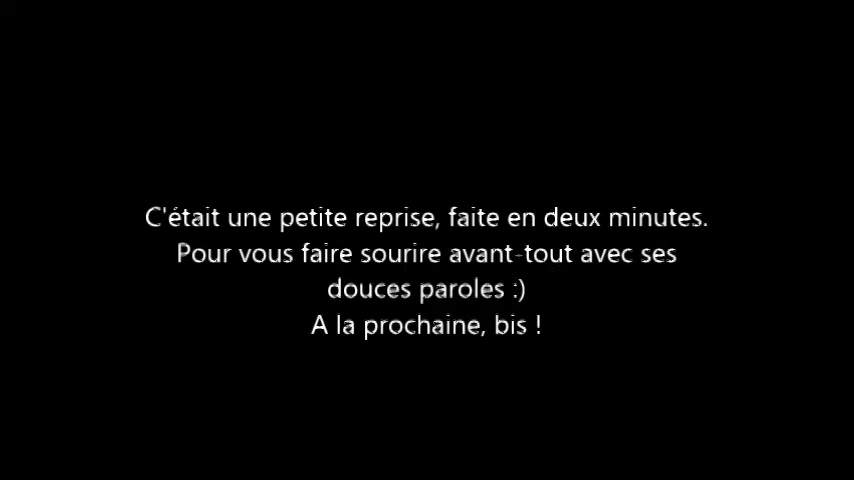 C'était une petite reprise, faite en deux minutes.
Pour vous faire sourire avant-tout avec ses
douces paroles :)
A la prochaine, bis !